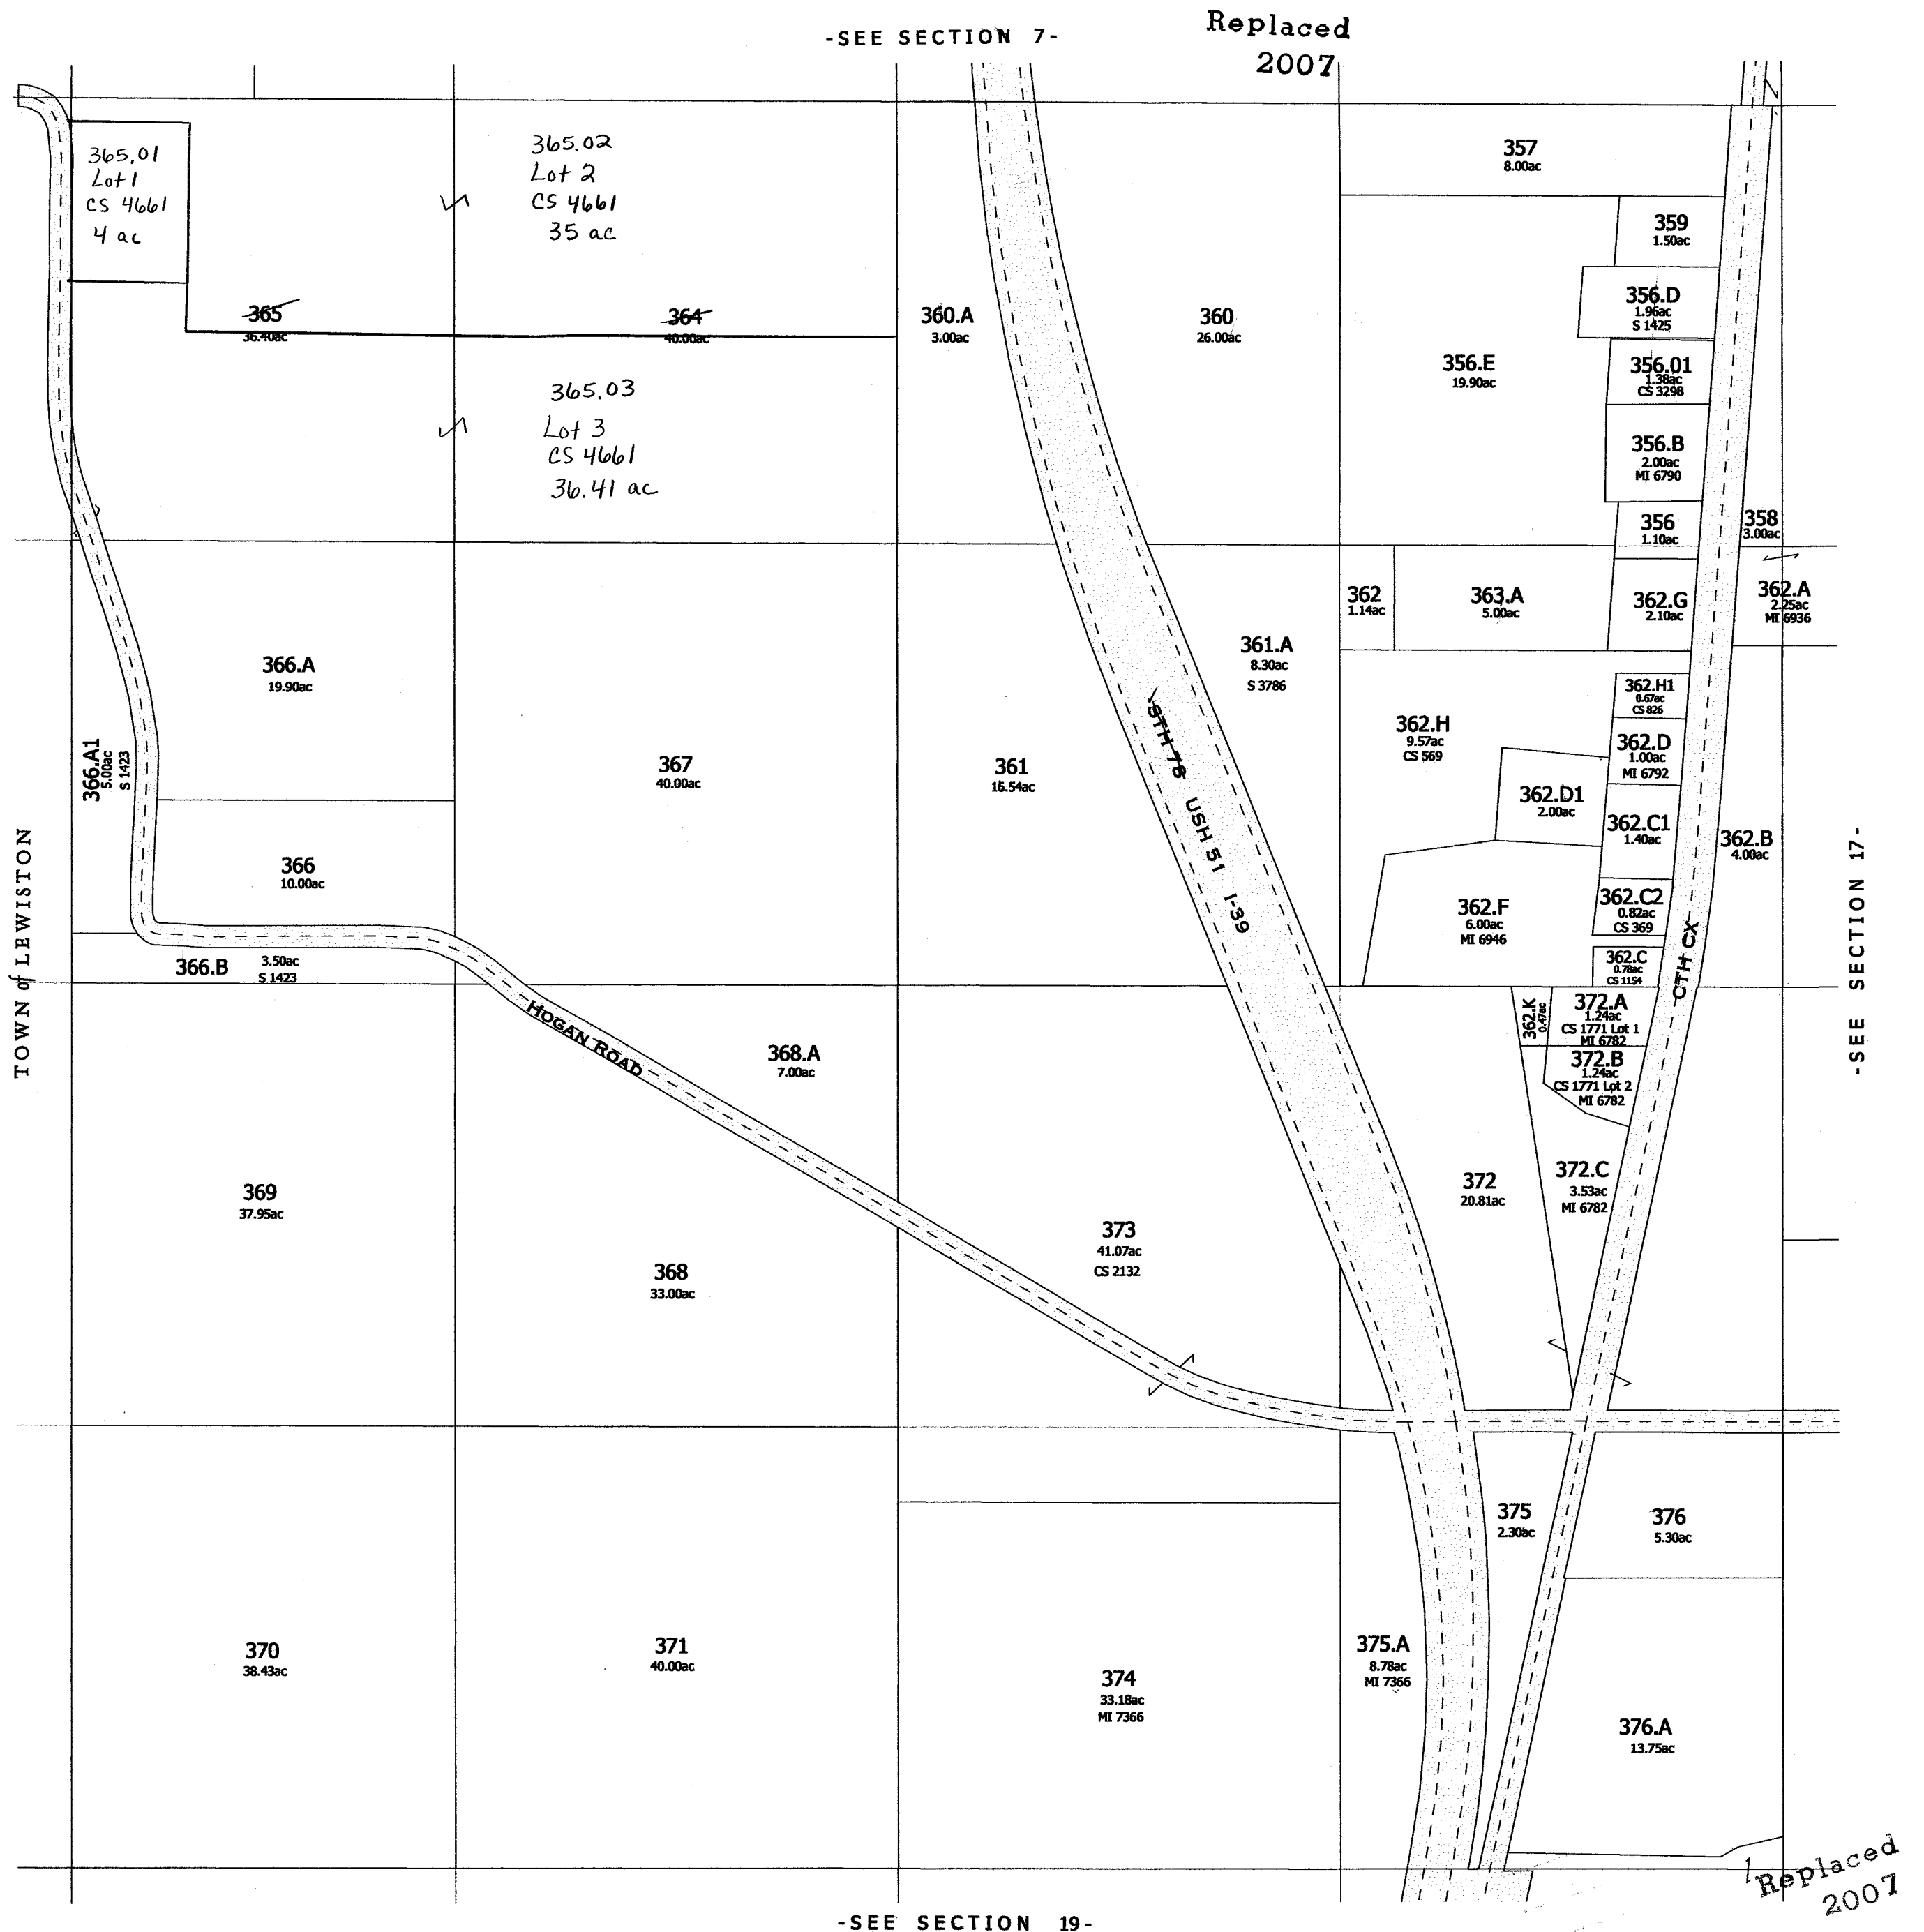 -SEE SECTION 7-
Replaced
2007
365.01
Lot 1
CS 4661
4 ac
365.02
Lot 2
CS 4661
35 ac
357
8.00ac
359
1.50ac
365
36.40ac
364
40.00ac
360.A
3.00ac
360
26.00ac
356.D
1.96ac
S 1425
356.E
19.90ac
356.01
1.38ac
CS 3298
365.03
Lot 3
CS 4661
36.41 ac
356.B
2.00ac
MI 6790
356
1.10ac
358
3.00ac
362
1.14ac
363.A
5.00ac
362.G
2.10ac
362.A
2.25ac
MI 6936
366.A
19.90ac
361.A
8.30ac
S 3786
362.H1
0.67ac
CS 826
362.H
9.57ac
CS 569
362.D
1.00ac
MI 6792
366.A1
5.00ac
S 1423
367
40.00ac
361
16.54ac
STH 78 USH 51 I-39
362.D1
2.00ac
362.C1
1.40ac
362.B
4.00ac
366
10.00ac
362.F
6.00ac
MI 6946
362.C2
0.82ac
CS 369
TOWN of LEWISTON
-SEE SECTION 17-
366.B
3.50ac
S 1423
362.C
0.78ac
CS 1154
CTH CX
HOGAN ROAD
368.A
7.00ac
362.K
0.47ac
372.A
1.24ac
CS 1771 Lot 1
MI 6782
372.B
1.24ac
CS 1771 Lot 2
MI 6782
369
37.95ac
368
33.00ac
373
41.07ac
CS 2132
372
20.81ac
372.C
3.53ac
MI 6782
375
2.30ac
376
5.30ac
370
38.43ac
371
40.00ac
374
33.18ac
MI 7366
375.A
8.78ac
MI 7366
376.A
13.75ac
Replaced
2007
-SEE SECTION 19-